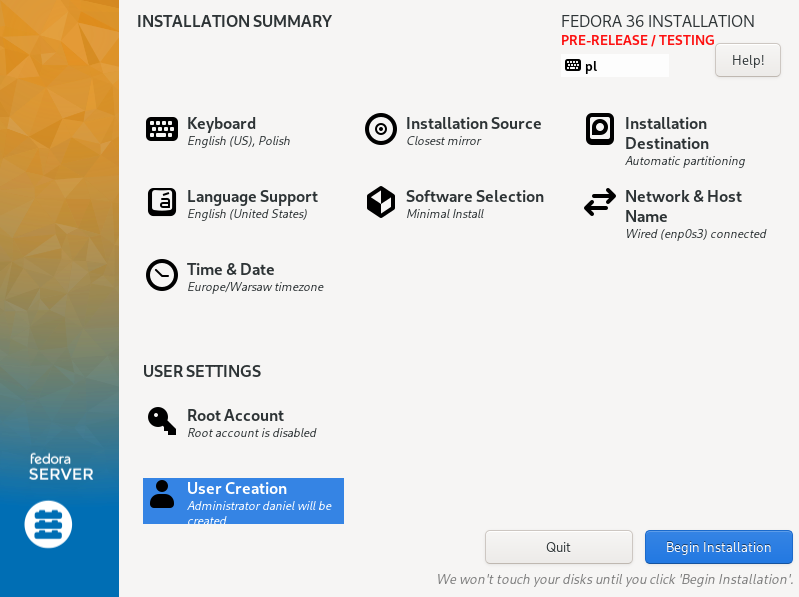 INSTALLATION SUMMARY
FEDORA 36 INSTALLATION
PRE-RELEASE / TESTING
pl
Help!
Keyboard
English (US), Polish
Installation Source
Closest mirror
Installation
Destination
Automatic partitioning
Language Support
English (United States)
Software Selection
Minimal Install
Network & Host
Name
Wired (enp0s3) connected
Time & Date
Europe/Warsaw timezone
USER SETTINGS
Root Account
Root account is disabled
User Creation
Administrator daniel will be
created
fedora
SERVER
Quit
Begin Installation
We won't touch your disks until you click 'Begin Installation'.